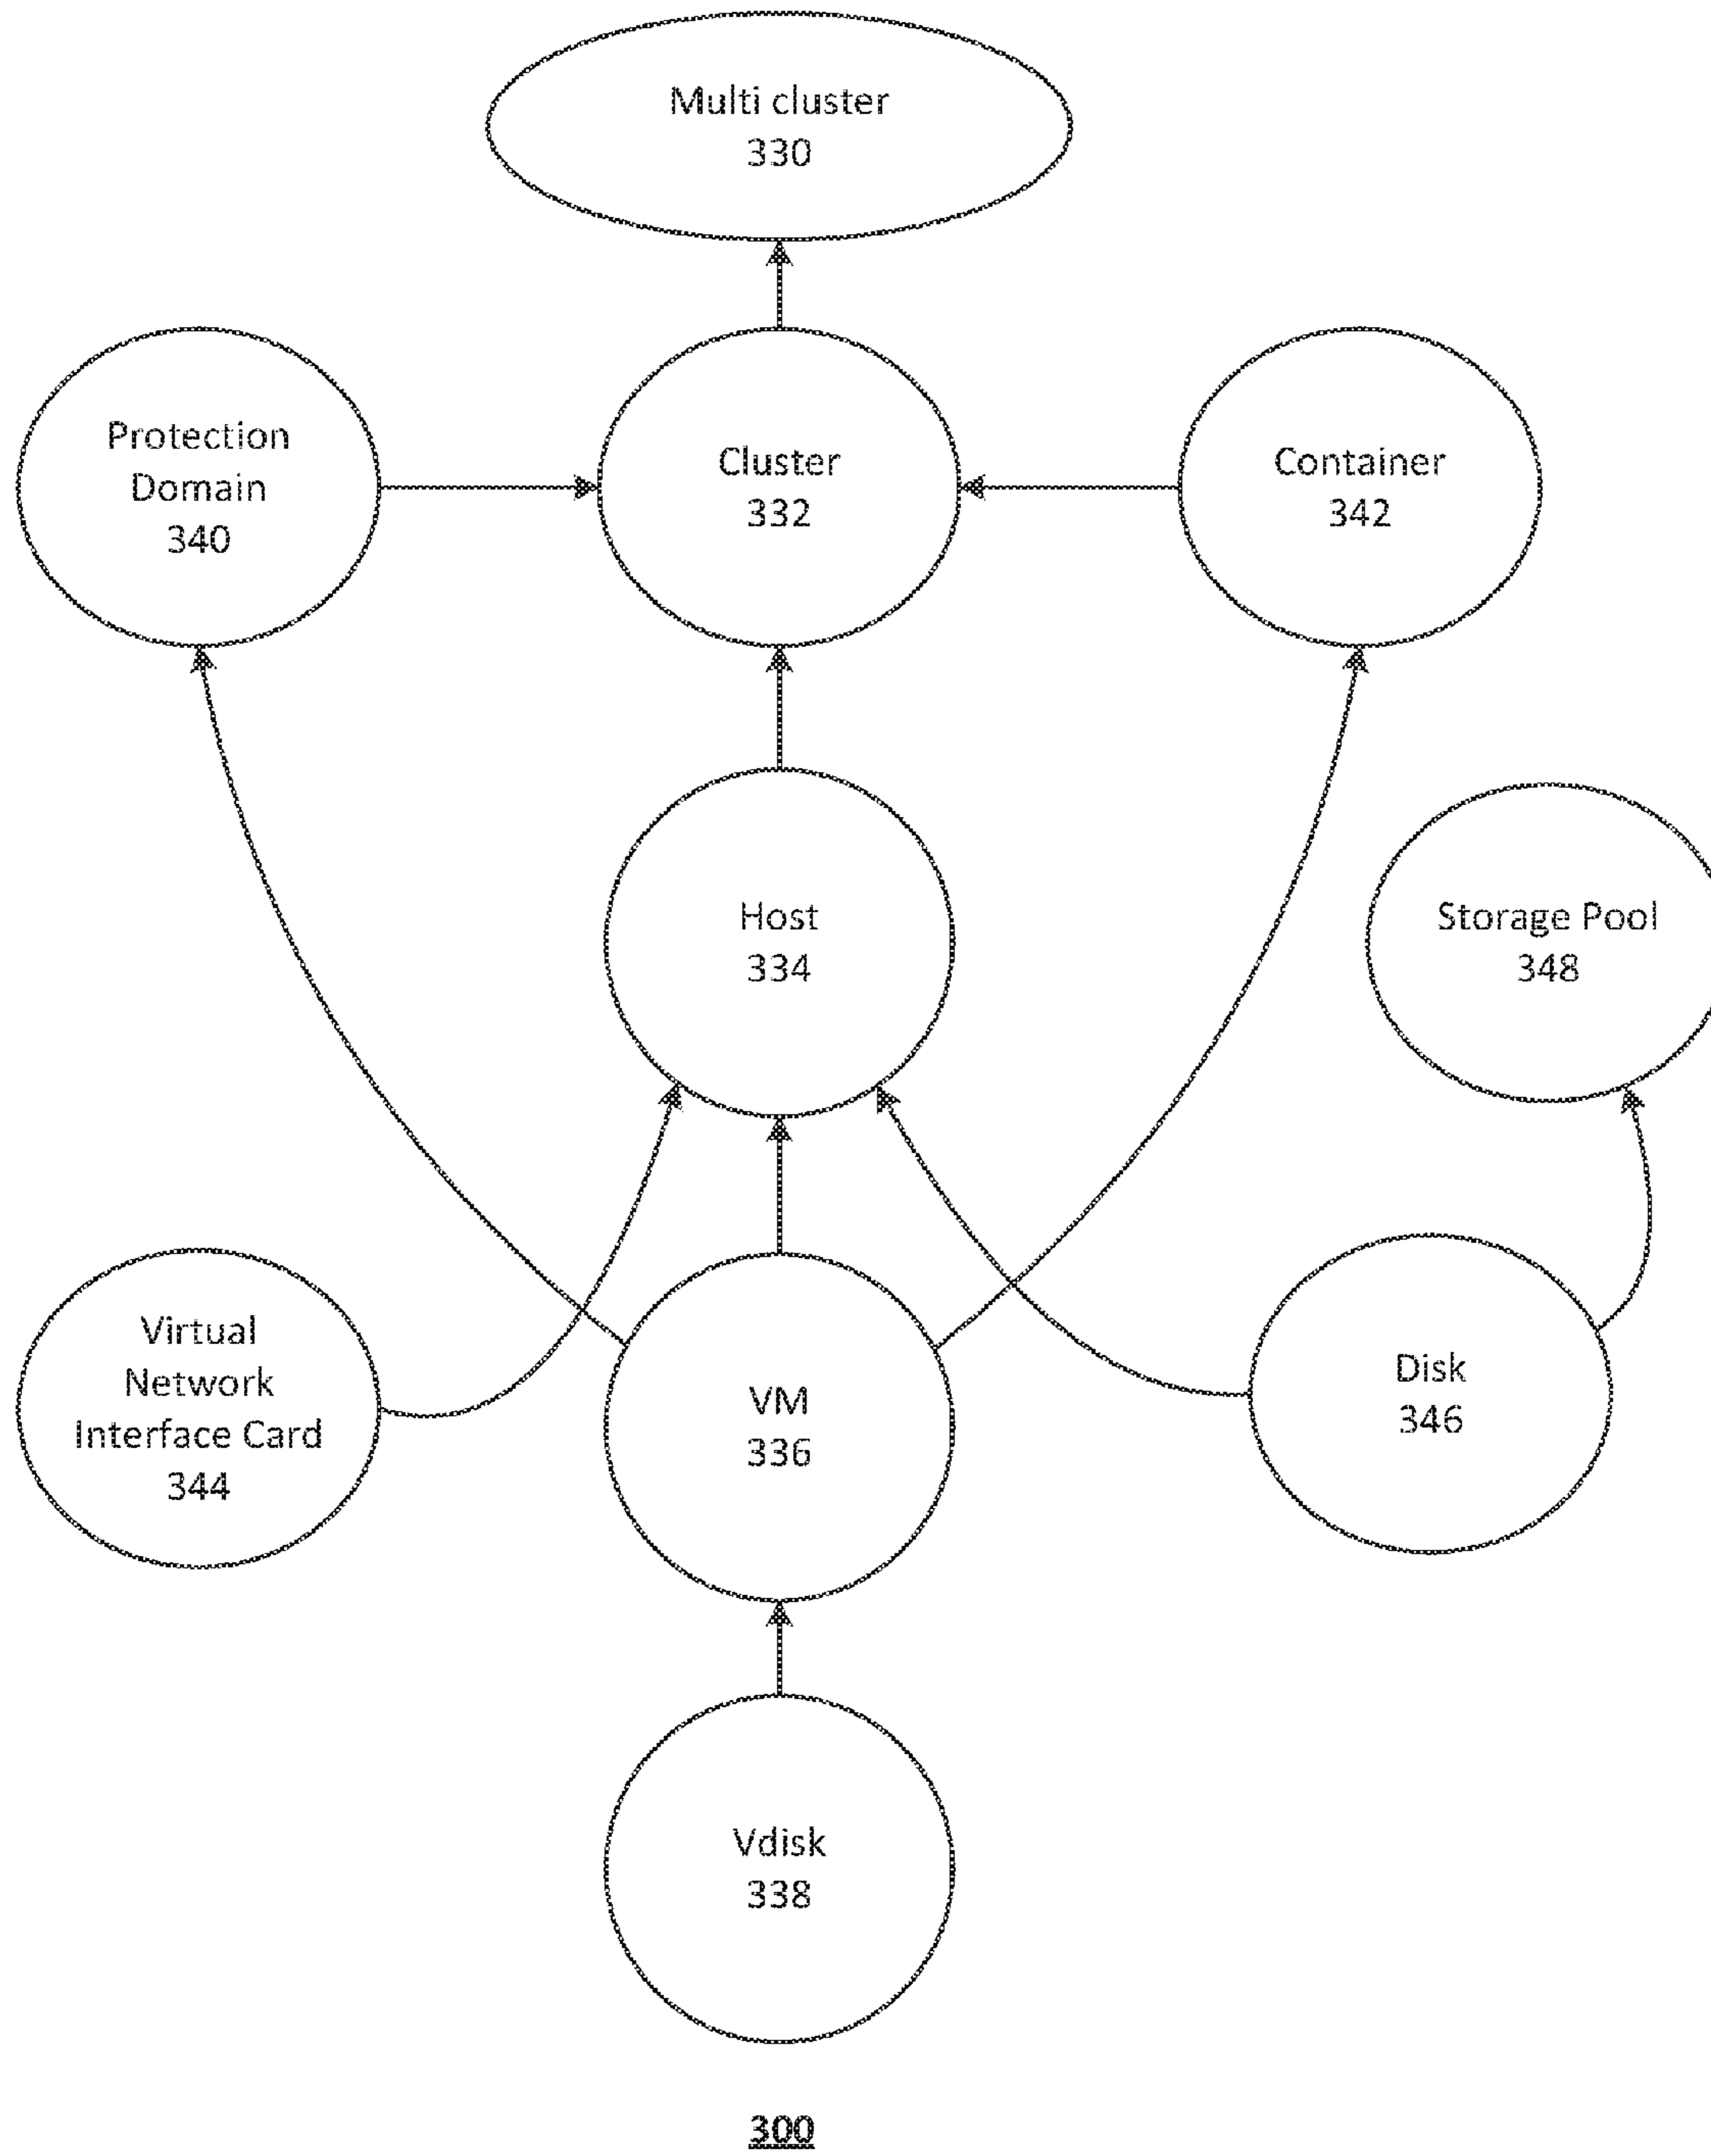 Multi cluster
330
Protection
Domain
340
Cluster
332
Container
342
Host
334
Storage Pool
348
Virtual
Network
Interface Card
344
VM
336
Disk
346
Vdisk
338
300